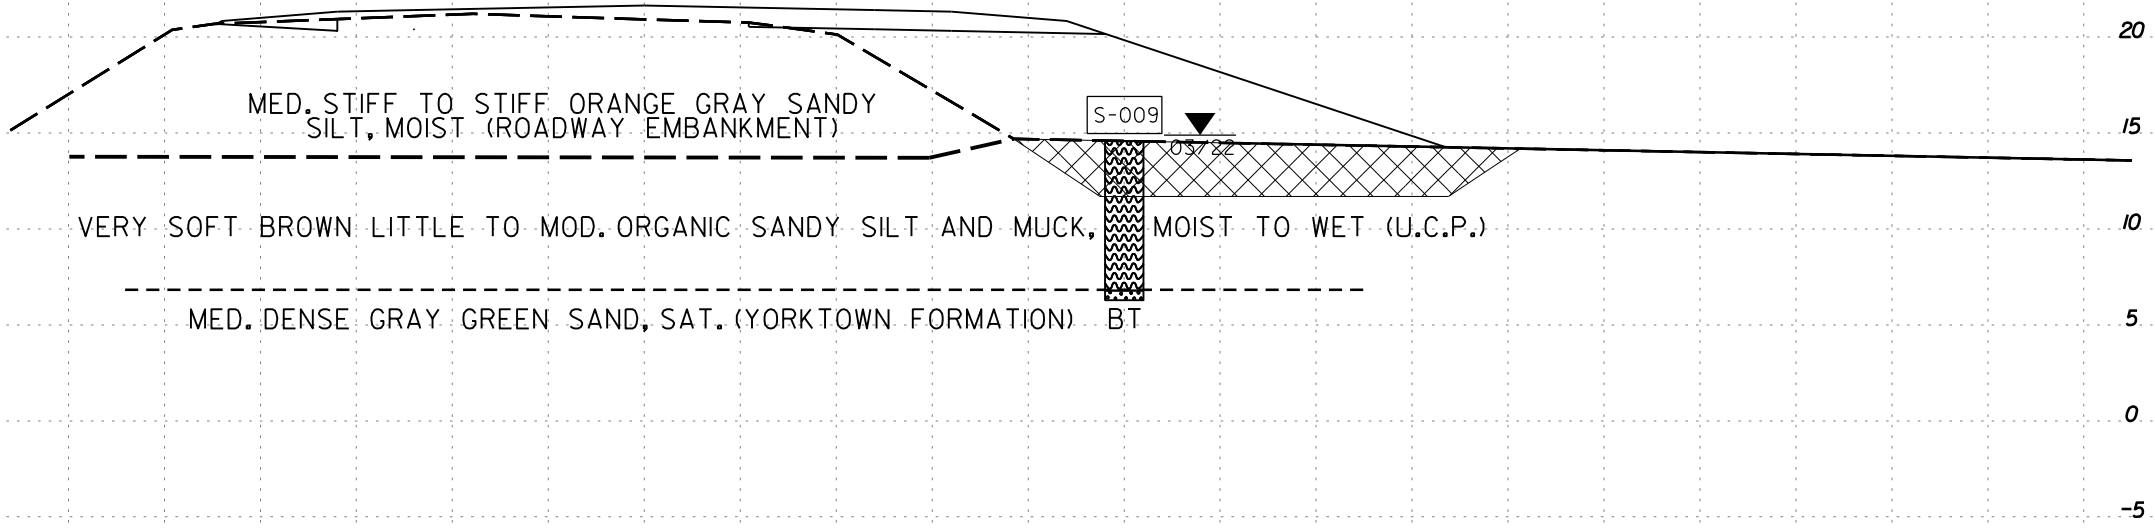 20
MED. STIFF TO STIFF ORANGE GRAY SANDY
SILT, MOIST (ROADWAY EMBANKMENT)
S-009
15
03/22
VERY SOFT BROWN LITTLE TO MOD. ORGANIC SANDY SILT AND MUCK, MOIST TO WET (U.C.P.)
10
MED. DENSE GRAY GREEN SAND, SAT. (YORKTOWN FORMATION) BT
5
0
-5